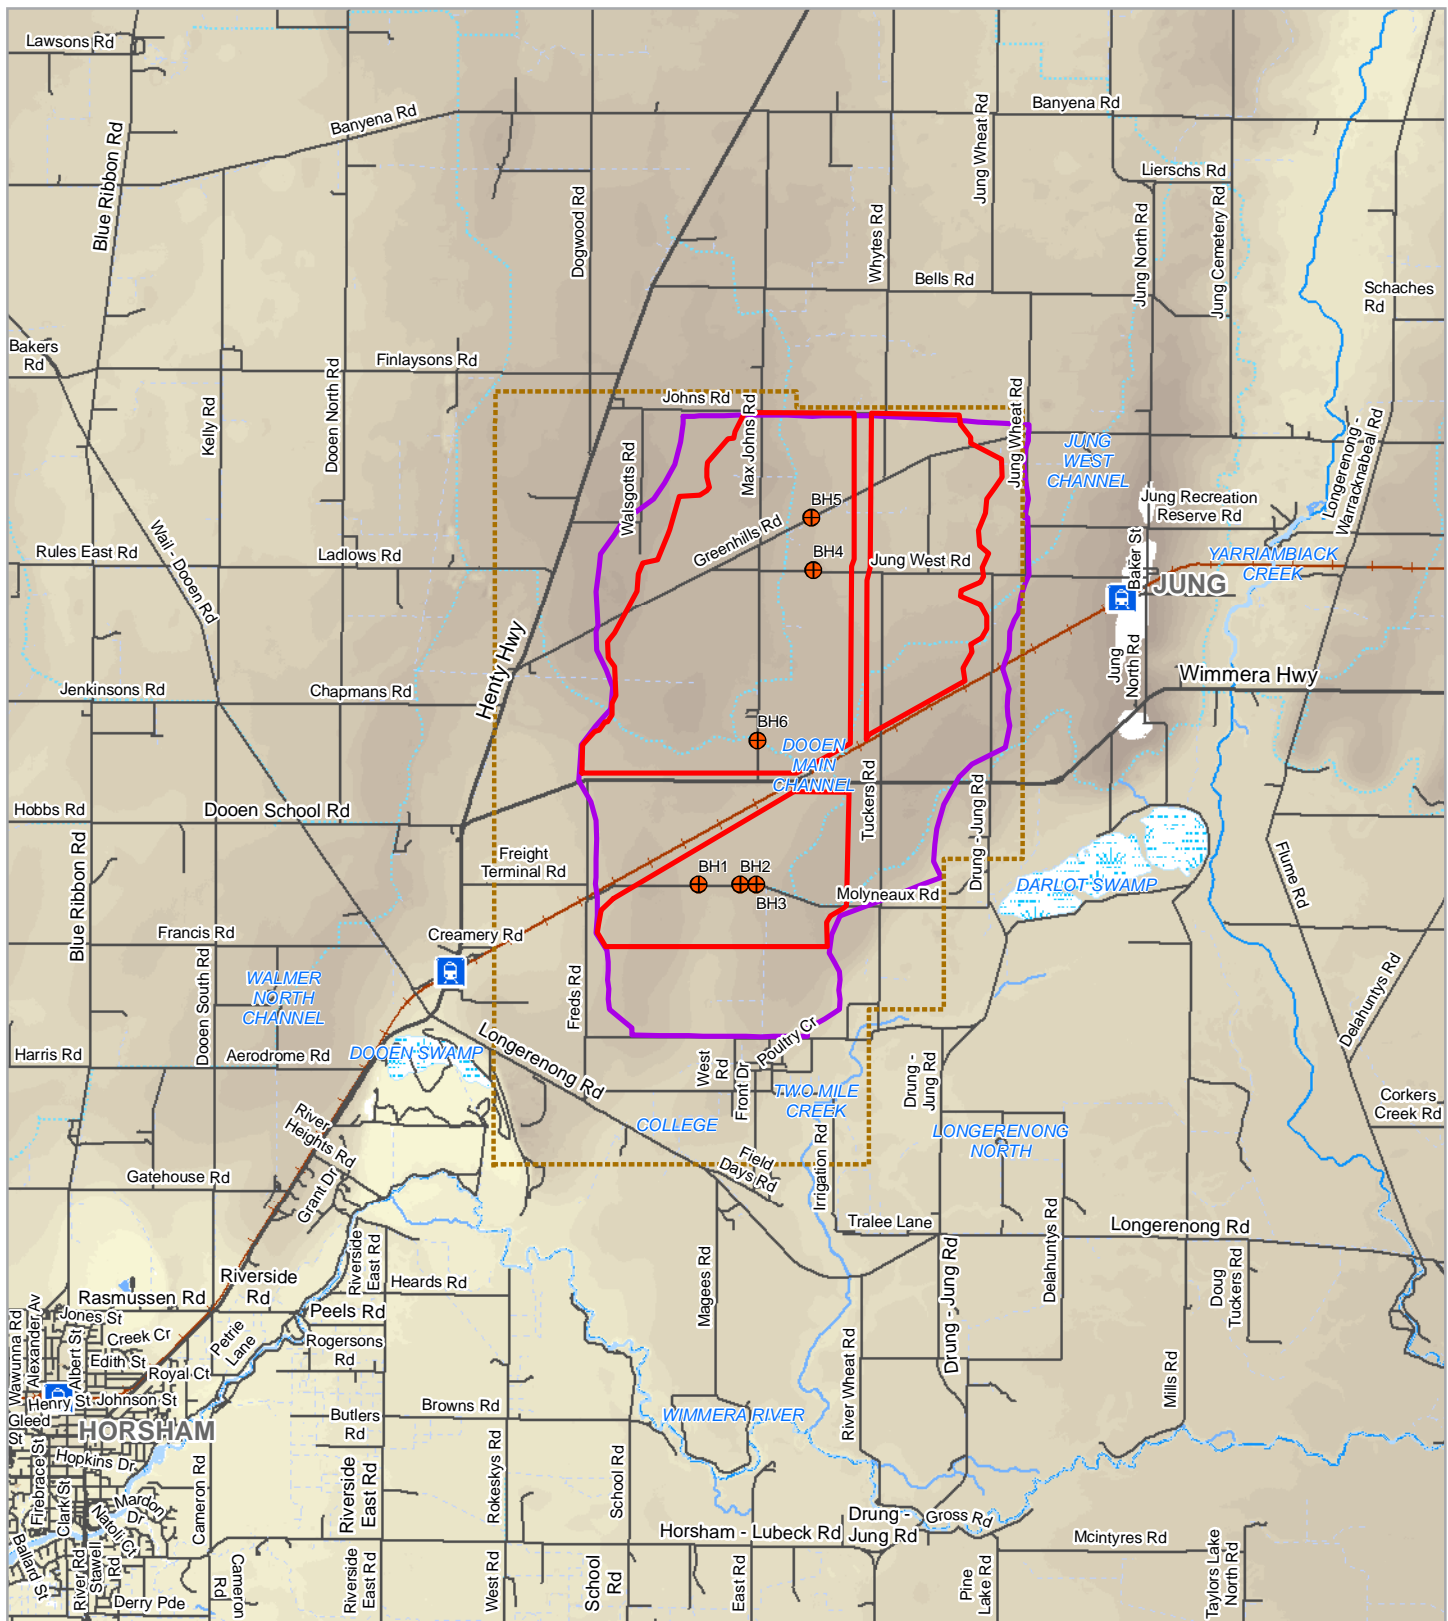 Lawsons Rd
Banyena Rd
Banyena Rd
Blue Ribbon Rd
Jung Wheat Rd
Lierschs Rd
Dogwood Rd
Whytes Rd
Jung North Rd
Jung Cemetery Rd
Bells Rd
Schaches
Rd
Bakers
Rd
Finlaysons Rd
Kelly Rd
Dooen North Rd
Johns Rd
Max Johns Rd
Jung Wheat Rd
Walsgotts Rd
JUNG
WEST
CHANNEL
Longerenong -
Warracknabeal Rd
Jung Recreation
Reserve Rd
BH5
Greenhills Rd
BH4
Jung West Rd
Wail - Dooen Rd
Rules East Rd
Ladlows Rd
Baker St
YARRIAMBIACK
CREEK
JUNG
Henty Hwy
Jung
North Rd
Wimmera Hwy
Jenkinsons Rd
Chapmans Rd
BH6
DOOEN
MAIN
CHANNEL
Tuckers Rd
Hobbs Rd
Dooen School Rd
Drung - Jung Rd
Blue Ribbon Rd
Freight
Terminal Rd
BH1
BH2
BH3
Molyneaux Rd
DARLOT SWAMP
Flume Rd
Francis Rd
Creamery Rd
Dooen South Rd
WALMER
NORTH
CHANNEL
Freds Rd
Delahuntys Rd
Harris Rd
Aerodrome Rd
DOOEN SWAMP
Longerenong Rd
West
Rd
Front Dr
Poultry Cr
Drung -
Jung Rd
TWO MILE
CREEK
Corkers
Creek Rd
River
Heights Rd
COLLEGE
Irrigation Rd
LONGERENONG
NORTH
Gatehouse Rd
Grant Dr
Field
Days Rd
Tralee Lane
Longerenong Rd
Delahuntys Rd
Riverside
East Rd
Heards Rd
Magees Rd
Drung - Jung Rd
Doug
Tuckers Rd
Riverside
Rd
Rasmussen Rd
Peels Rd
Wawunna Rd
Alexander Av
Jones St
Albert St
Creek Cr
Petrie
Lane
Rogersons
Rd
Edith St
Royal Ct
River Wheat Rd
Mills Rd
Henry St
Johnson St
Browns Rd
WIMMERA RIVER
Gleed
St
HORSHAM
Butlers
Rd
Firebrace St
Hopkins Dr
Clark St
Cameron Rd
Riverside
East Rd
Rokeskys Rd
School Rd
Mardon
Dr
Natoli Ct
Horsham - Lubeck Rd
Drung -
Jung Rd
Gross Rd
Mcintyres Rd
Ballard St
River Rd
Stawell
Rd
Derry Pde
Cameron
Rd
Riverside
East Rd
West Rd
School
Rd
East Rd
Pine
Lake Rd
Taylors Lake
North Rd